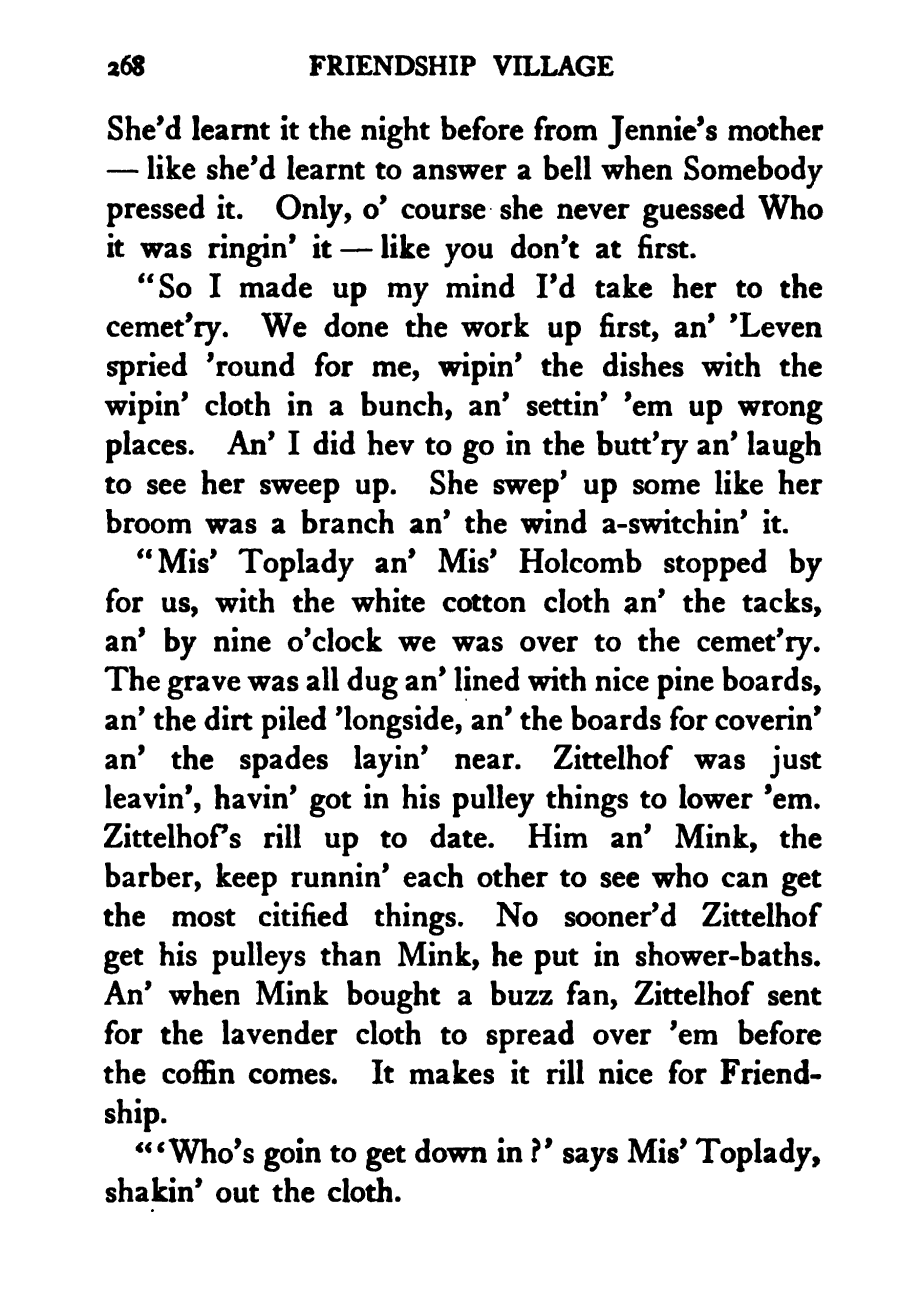 268 FRIENDSHIP VILLAGE
She'd learnt it the night before from Jennie's mother
— like she'd learnt to answer a bell when Somebody
pressed it. Only, o' course she never guessed Who
it was ringin' it — like you don't at first.
"So I made up my mind I'd take her to the
cemet'ry. We done the work up first, an' 'Leven
spried 'round for me, wipin' the dishes with the
wipin' cloth in a bunch, an' settin' 'em up wrong
places. An' I did hev to go in the butt'ry an' laugh
to see her sweep up. She swep' up some like her
broom was a branch an' the wind a-switchin' it.
"Mis' Toplady an' Mis' Holcomb stopped by
for us, with the white cotton cloth an' the tacks,
an' by nine o'clock we was over to the cemet'ry.
The grave was all dug an' lined with nice pine boards,
an' the dirt piled 'longside, an' the boards for coverin'
an' the spades layin' near. Zittelhof was just
leavin', havin' got in his pulley things to lower 'em.
Zittelhof's rill up to date. Him an' Mink, the
barber, keep runnin' each other to see who can get
the most citified things. No sooner'd Zittelhof
get his pulleys than Mink, he put in shower-baths.
An' when Mink bought a buzz fan, Zittelhof sent
for the lavender cloth to spread over 'em before
the coffin comes. It makes it rill nice for Friend-
ship.
"'Who's goin to get down in?' says Mis' Toplady,
shakin' out the cloth.